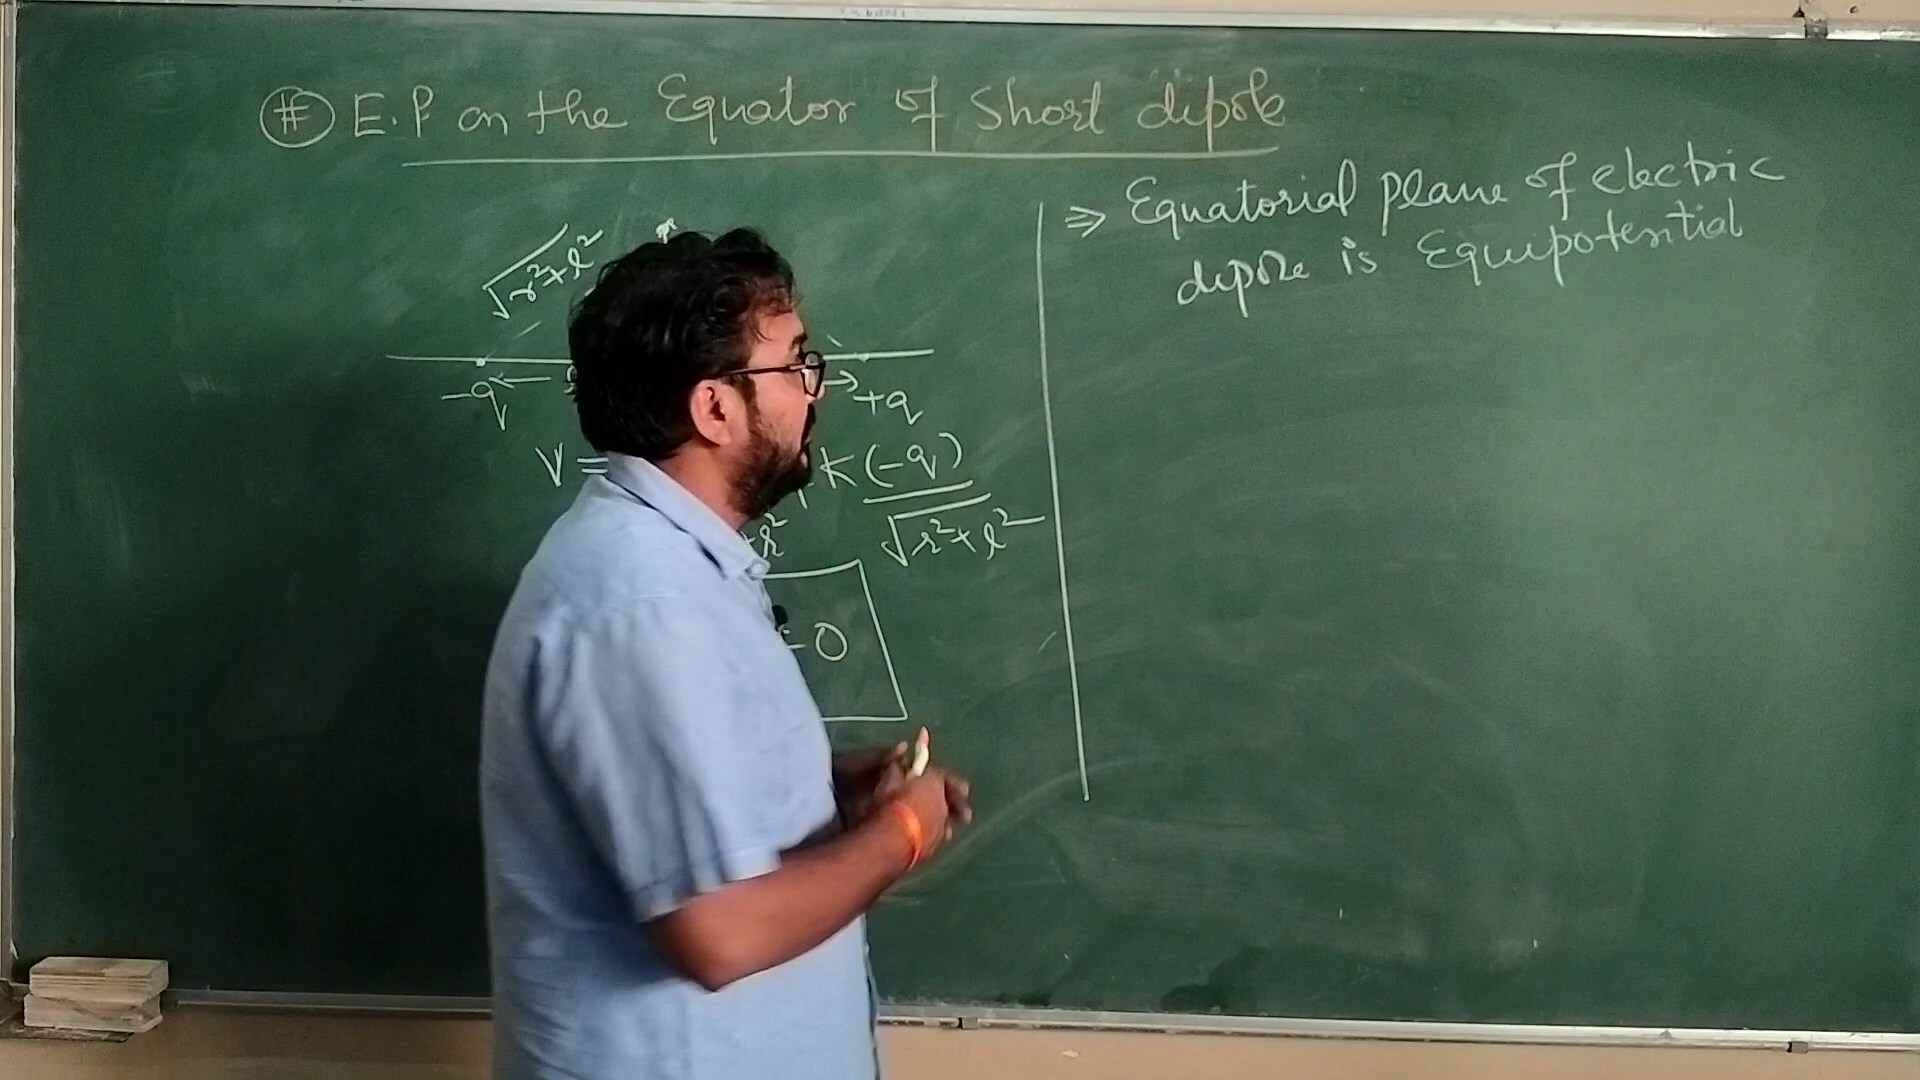 # E.P on the Equator of Short dipole
√r²+l²
-q
+q
V =
+ K(-q)
√r²+l²
= 0
⇒ Equatorial plane of electric
dipole is Equipotential